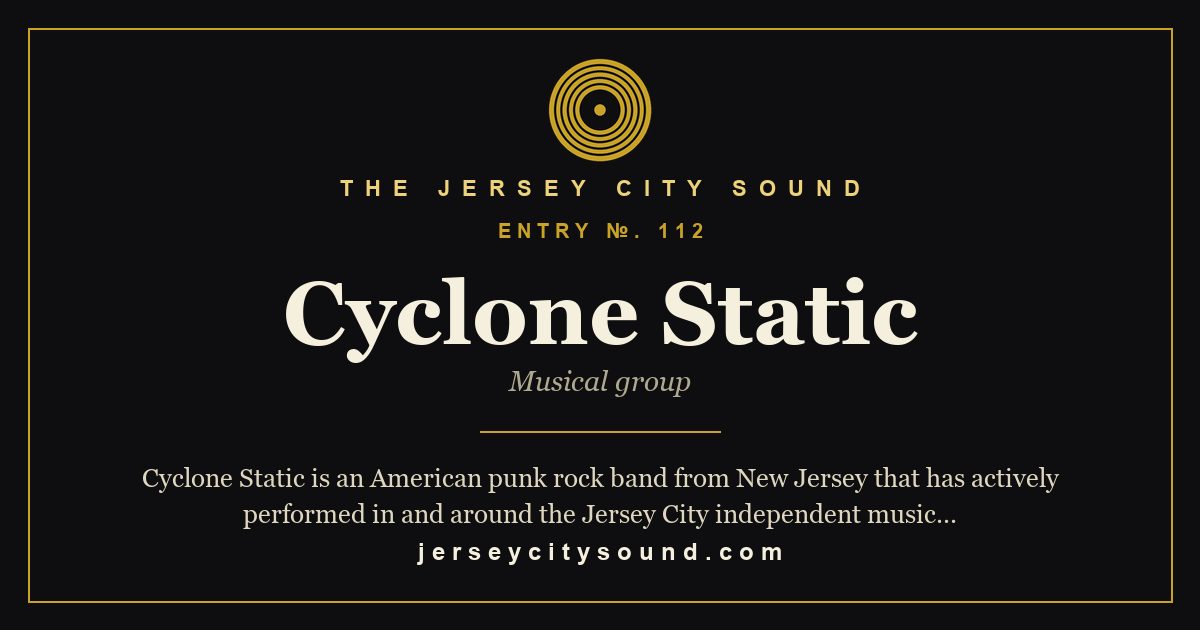 THE JERSEY CITY SOUND
ENTRY №. 112
Cyclone Static
Musical group
Cyclone Static is an American punk rock band from New Jersey that has actively
performed in and around the Jersey City independent music...
jerseycitysound.com